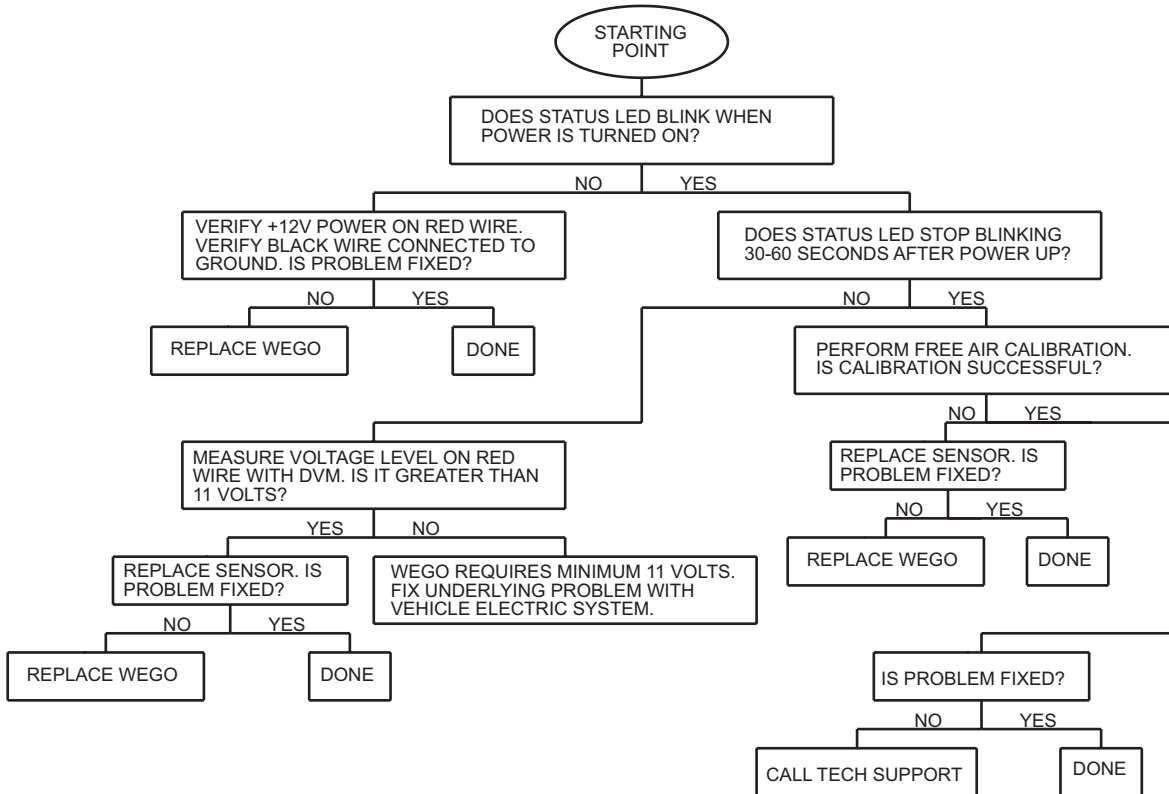 STARTING
POINT
DOES STATUS LED BLINK WHEN
POWER IS TURNED ON?
NO
YES
VERIFY +12V POWER ON RED WIRE.
VERIFY BLACK WIRE CONNECTED TO
GROUND. IS PROBLEM FIXED?
DOES STATUS LED STOP BLINKING
30-60 SECONDS AFTER POWER UP?
NO
YES
NO
YES
REPLACE WEGO
DONE
PERFORM FREE AIR CALIBRATION.
IS CALIBRATION SUCCESSFUL?
NO
YES
MEASURE VOLTAGE LEVEL ON RED
WIRE WITH DVM. IS IT GREATER THAN
11 VOLTS?
REPLACE SENSOR. IS
PROBLEM FIXED?
YES
NO
NO
YES
REPLACE WEGO
DONE
REPLACE SENSOR. IS
PROBLEM FIXED?
WEGO REQUIRES MINIMUM 11 VOLTS.
FIX UNDERLYING PROBLEM WITH
VEHICLE ELECTRIC SYSTEM.
NO
YES
REPLACE WEGO
DONE
IS PROBLEM FIXED?
NO
YES
CALL TECH SUPPORT
DONE